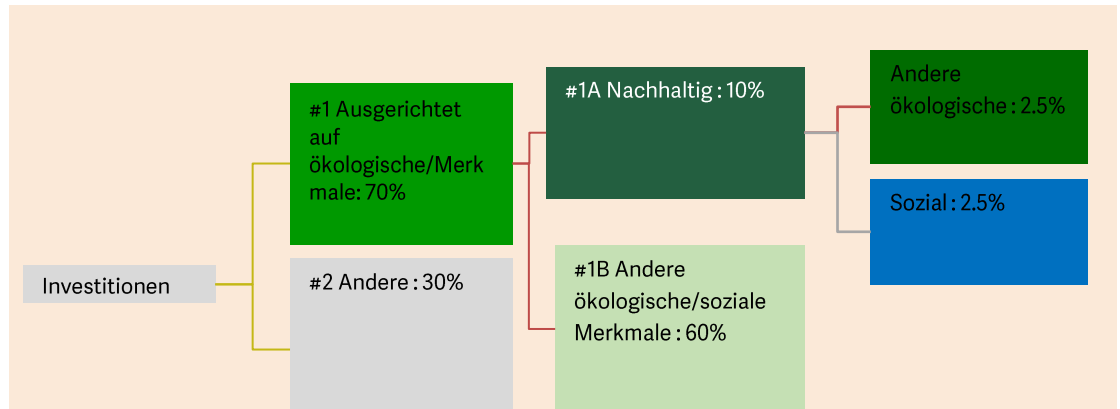 Investitionen
#1 Ausgerichtet
auf
ökologische/Merk
male: 70%
#2 Andere : 30%
#1A Nachhaltig : 10%
#1B Andere
ökologische/soziale
Merkmale : 60%
Andere
ökologische : 2.5%
Sozial : 2.5%